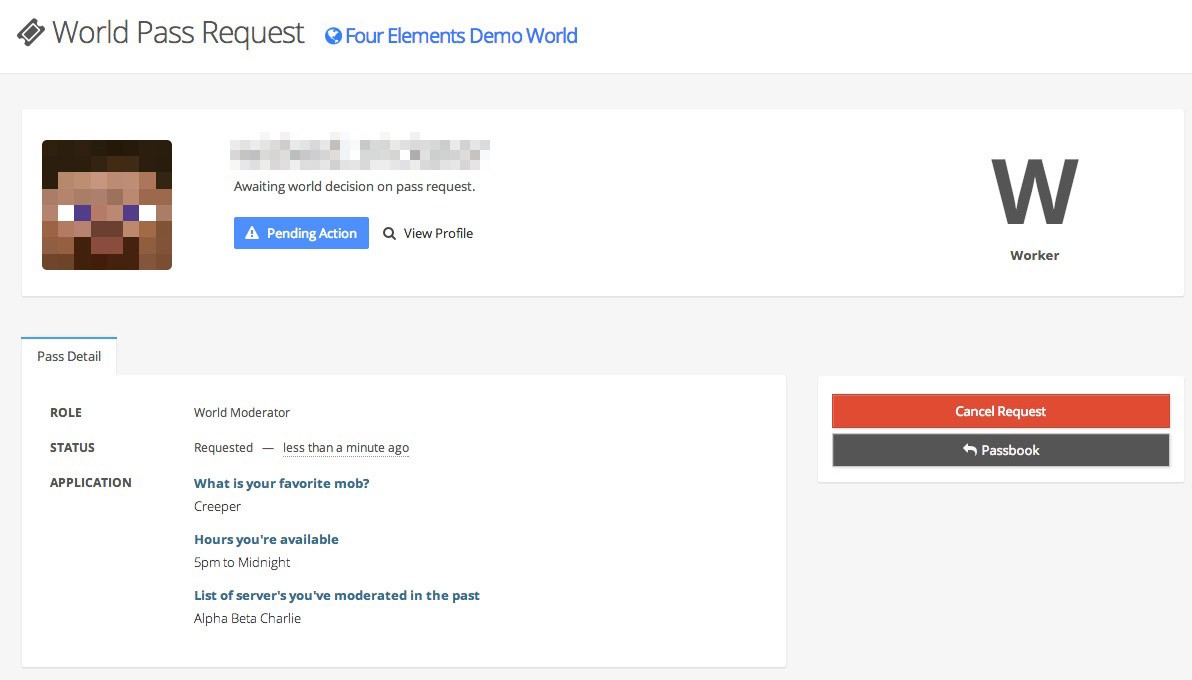 World Pass Request Four Elements Demo World
Awaiting world decision on pass request.
Pending Action View Profile
W
Worker
Pass Detail
ROLE World Moderator
STATUS Requested — less than a minute ago
APPLICATION What is your favorite mob?
Creeper
Hours you're available
5pm to Midnight
List of server's you've moderated in the past
Alpha Beta Charlie
Cancel Request
Passbook